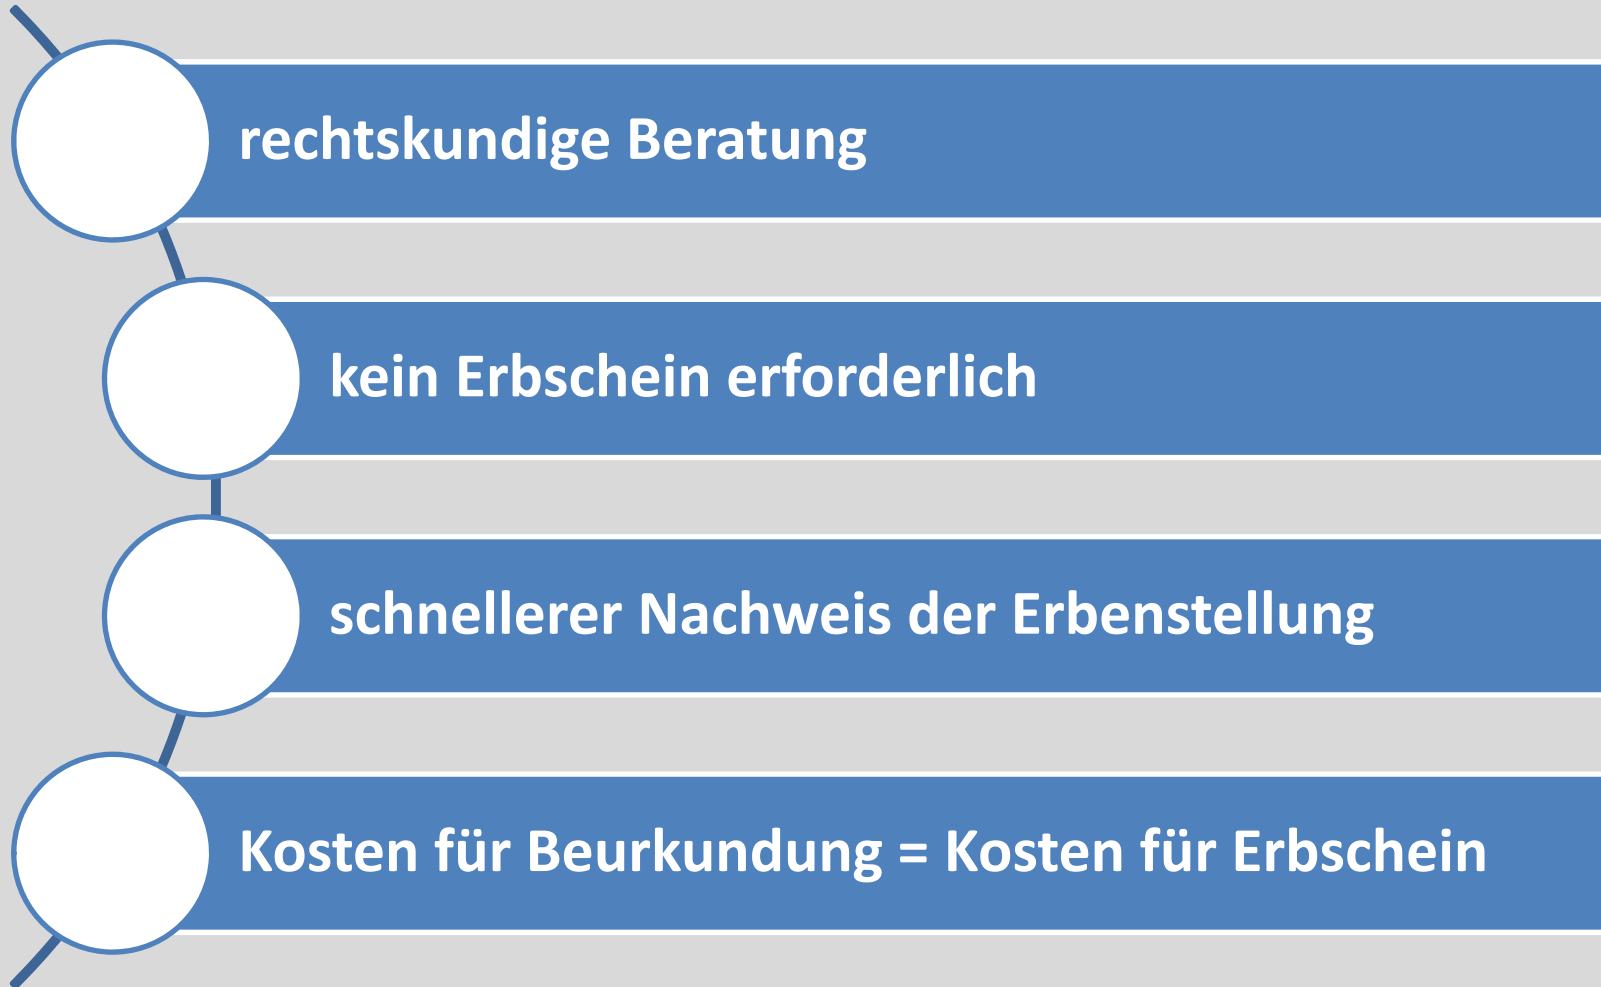 rechtskundige Beratung
kein Erbschein erforderlich
schnellerer Nachweis der Erbenstellung
Kosten für Beurkundung = Kosten für Erbschein